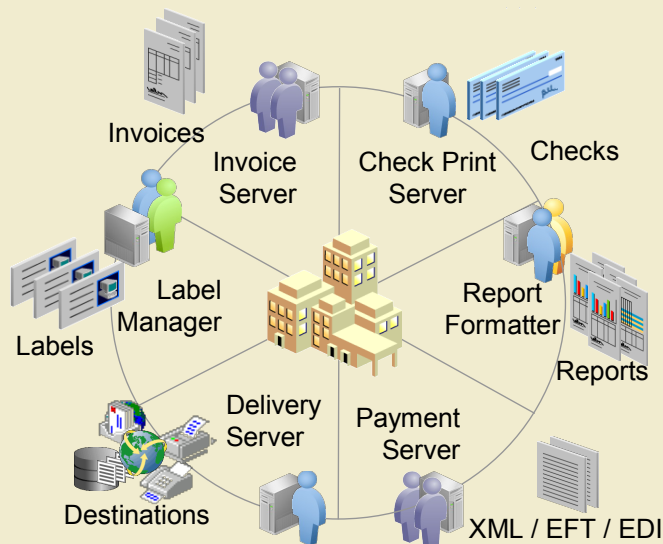 Invoices
Invoice
Server
Check Print
Server
Checks
Label
Manager
Labels
Report
Formatter
Reports
Delivery
Server
Payment
Server
Destinations
XML / EFT / EDI